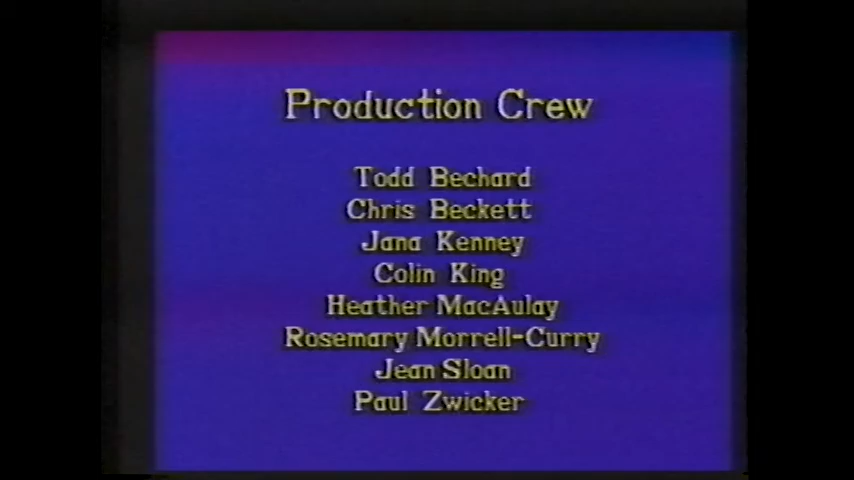 Production Crew
Todd Bechard
Chris Beckett
Jana Kenney
Colin King
Heather MacAulay
Rosemary Morrell-Curry
Jean Sloan
Paul Zwicker